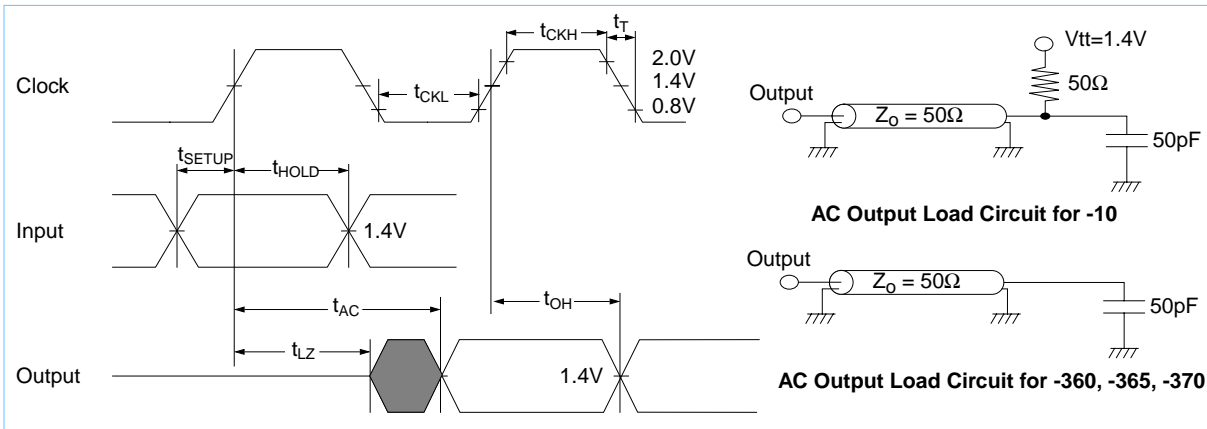 Clock
tCKL
tCKH
tT
2.0V
1.4V
0.8V
tSETUP
tHOLD
Input
1.4V
tAC
tOH
tLZ
Output
1.4V
Vtt=1.4V
50Ω
Output
ZO = 50Ω
50pF
AC Output Load Circuit for -10
Output
ZO = 50Ω
50pF
AC Output Load Circuit for -360, -365, -370